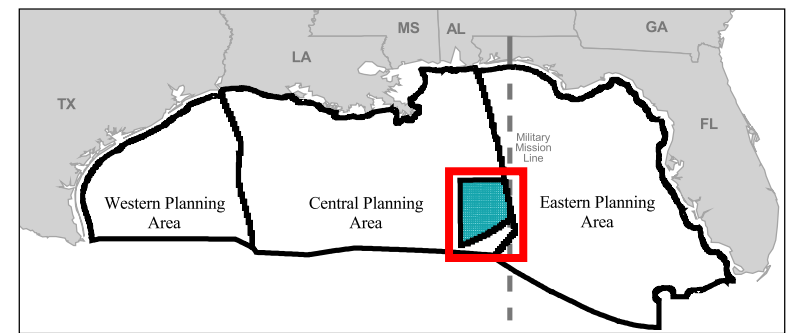 MS
AL
GA
LA
TX
FL
Military
Mission
Line
Western Planning
Area
Central Planning
Area
Eastern Planning
Area